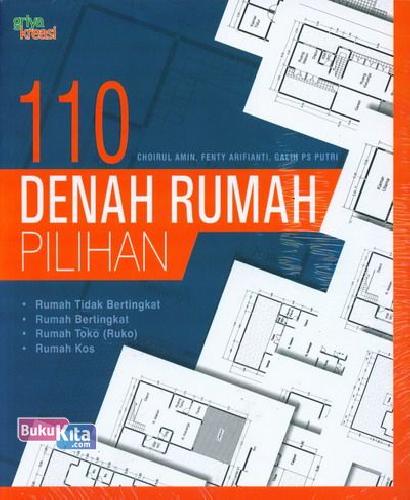 griya
kreasi
110
CHOIRUL AMIN, FENTY ARIFIANTI, GALIH PS PUTRI
DENAH RUMAH
PILIHAN
• Rumah Tidak Bertingkat
• Rumah Bertingkat
• Rumah Toko (Ruko)
• Rumah Kos
BukuKita.com